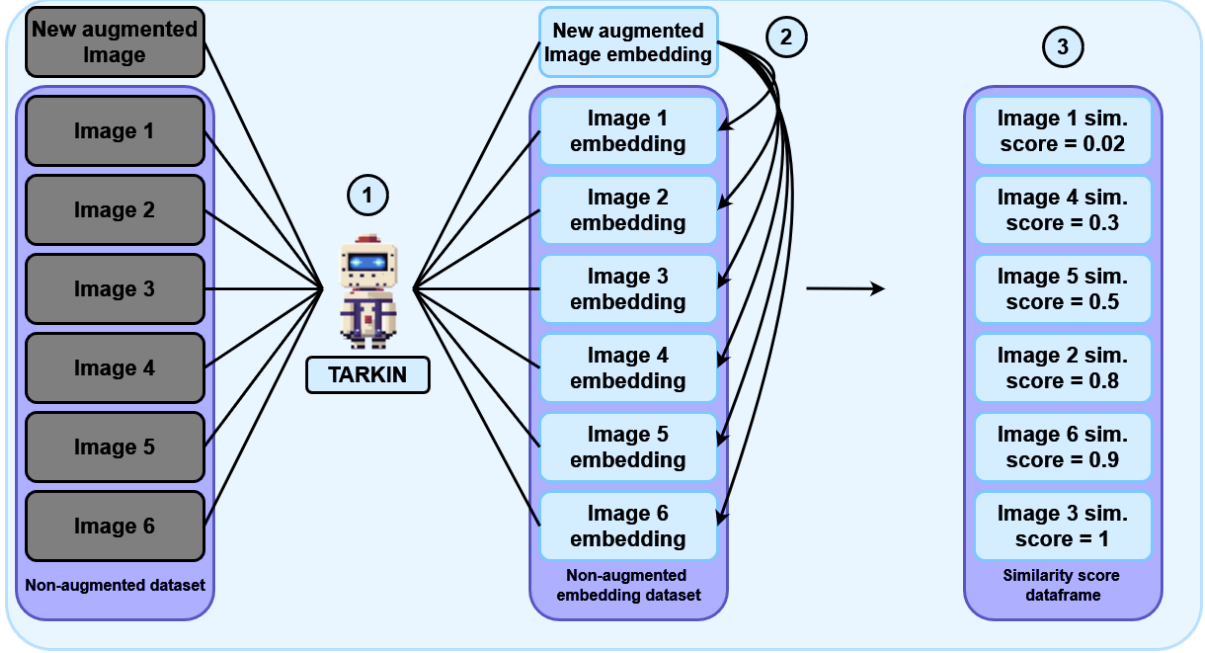 New augmented
Image
Image 1
Image 2
Image 3
Image 4
Image 5
Image 6
Non-augmented dataset
1
TARKIN
New augmented
Image embedding
2
Image 1
embedding
Image 2
embedding
Image 3
embedding
Image 4
embedding
Image 5
embedding
Image 6
embedding
Non-augmented
embedding dataset
3
Image 1 sim.
score = 0.02
Image 4 sim.
score = 0.3
Image 5 sim.
score = 0.5
Image 2 sim.
score = 0.8
Image 6 sim.
score = 0.9
Image 3 sim.
score = 1
Similarity score
dataframe